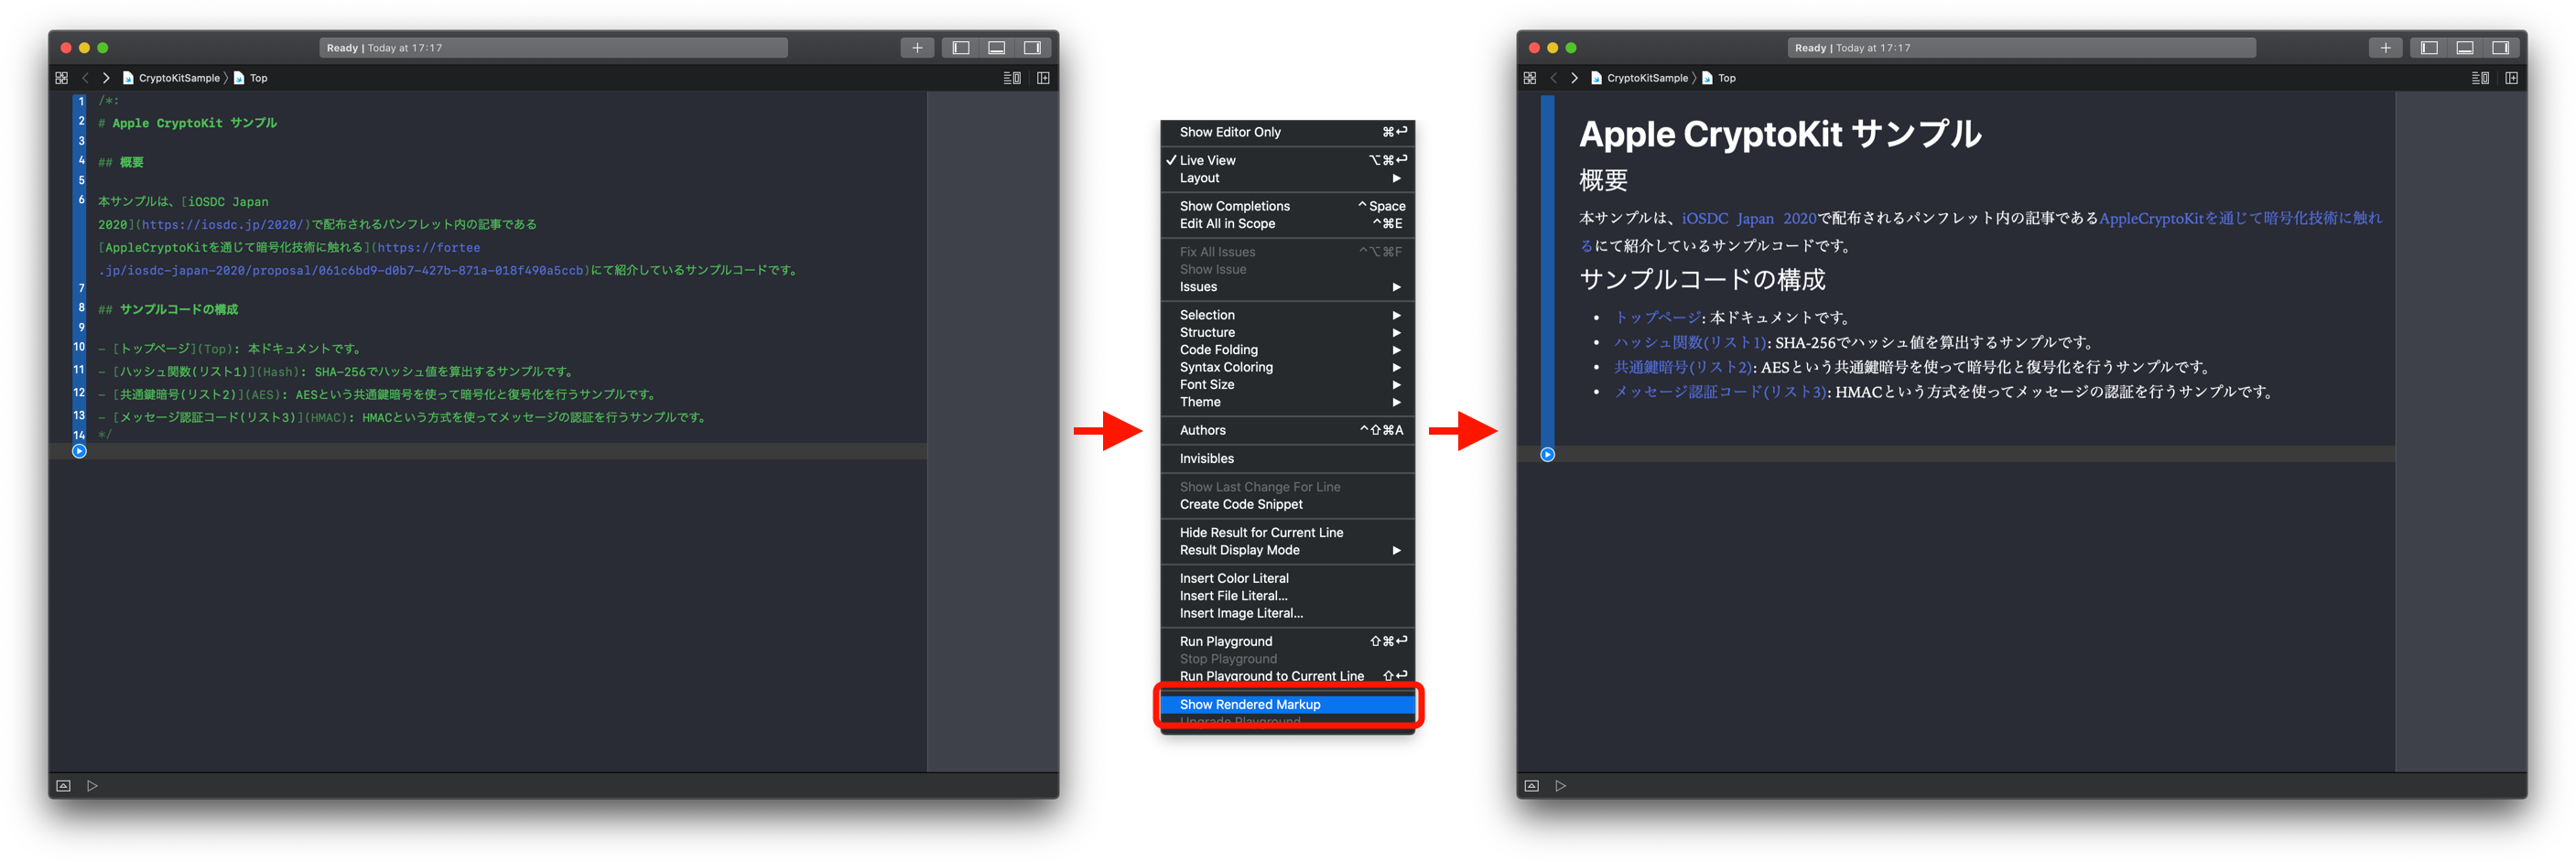 Ready | Today at 17:17
CryptoKitSample 〉 Top
1 /*:
2 # Apple CryptoKit サンプル
3
4 ## 概要
5
6 本サンプルは、[iOSDC Japan
2020](https://iosdc.jp/2020/)で配布されるパンフレット内の記事である
[AppleCryptoKitを通じて暗号化技術に触れる](https://fortee
.jp/iosdc-japan-2020/proposal/061c6bd9-d0b7-427b-871a-018f490a5ccb)にて紹介しているサンプルコードです。
7
8 ## サンプルコードの構成
9
10 - [トップページ](Top): 本ドキュメントです。
11 - [ハッシュ関数(リスト1)](Hash): SHA-256でハッシュ値を算出するサンプルです。
12 - [共通鍵暗号(リスト2)](AES): AESという共通鍵暗号を使って暗号化と復号化を行うサンプルです。
13 - [メッセージ認証コード(リスト3)](HMAC): HMACという方式を使ってメッセージの認証を行うサンプルです。
14 */
Show Editor Only ⌘↩
✓ Live View ⌥⌘↩
Layout ▶
Show Completions ^ Space
Edit All in Scope ^⌘E
Fix All Issues ^⌥⌘F
Show Issue
Issues ▶
Selection ▶
Structure ▶
Code Folding ▶
Syntax Coloring ▶
Font Size ▶
Theme ▶
Authors ^⇧⌘A
Invisibles
Show Last Change For Line
Create Code Snippet
Hide Result for Current Line
Result Display Mode ▶
Insert Color Literal
Insert File Literal...
Insert Image Literal...
Run Playground ⇧⌘↩
Stop Playground
Run Playground to Current Line ⇧↩
Show Rendered Markup
Upgrade Playground
Ready | Today at 17:17
CryptoKitSample 〉 Top
Apple CryptoKit サンプル
概要
本サンプルは、iOSDC Japan 2020で配布されるパンフレット内の記事であるAppleCryptoKitを通じて暗号化技術に触れ
るにて紹介しているサンプルコードです。
サンプルコードの構成
• トップページ: 本ドキュメントです。
• ハッシュ関数(リスト1): SHA-256でハッシュ値を算出するサンプルです。
• 共通鍵暗号(リスト2): AESという共通鍵暗号を使って暗号化と復号化を行うサンプルです。
• メッセージ認証コード(リスト3): HMACという方式を使ってメッセージの認証を行うサンプルです。